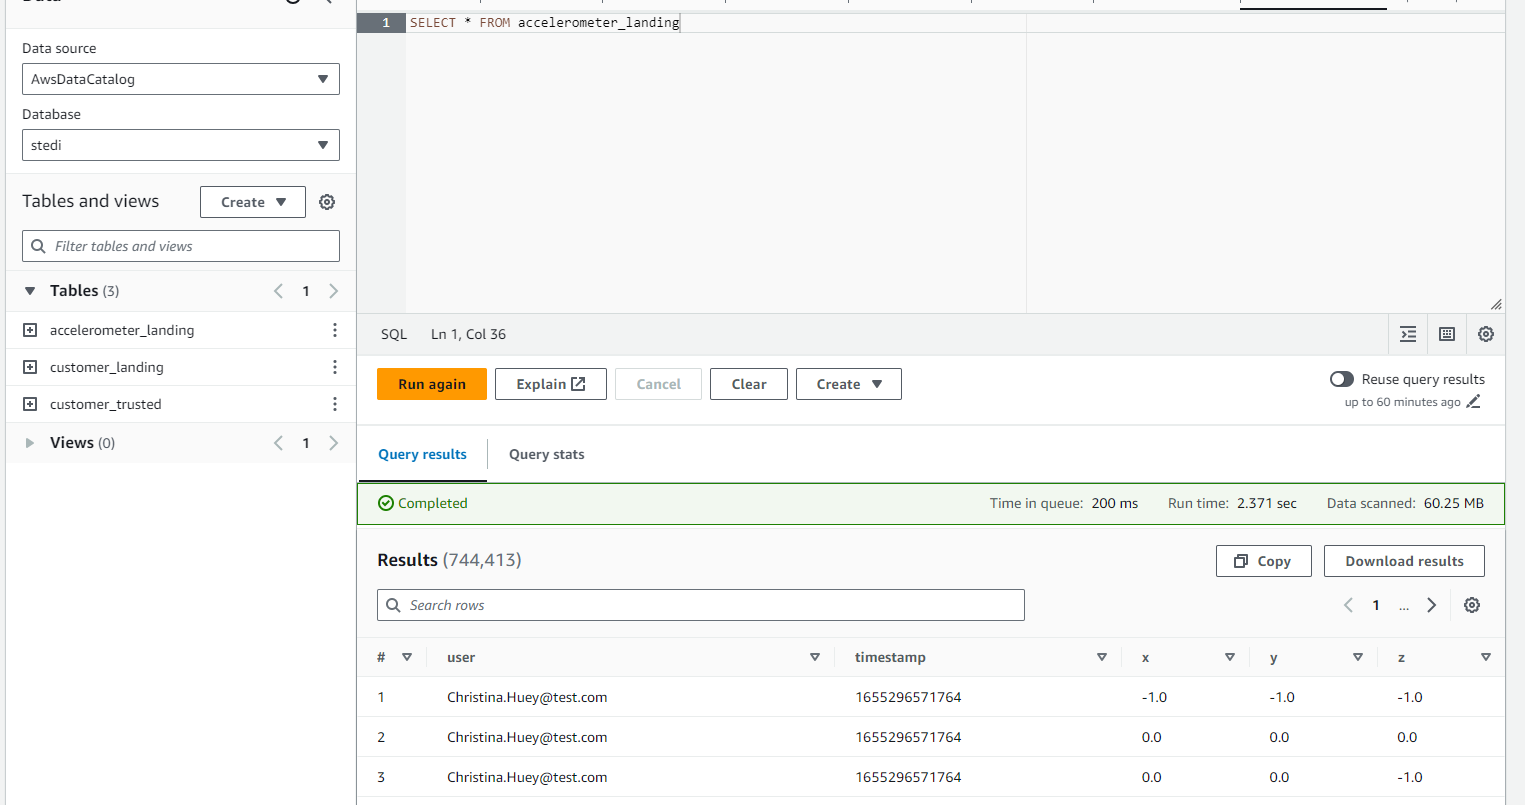 Data
Data source
AwsDataCatalog
Database
stedi
Tables and views
Create
Filter tables and views
Tables (3)
1
accelerometer_landing
customer_landing
customer_trusted
Views (0)
1
1 SELECT * FROM accelerometer_landing
SQL Ln 1, Col 36
Run again Explain Cancel Clear Create
Reuse query results
up to 60 minutes ago
Query results Query stats
Completed Time in queue: 200 ms Run time: 2.371 sec Data scanned: 60.25 MB
Results (744,413)
Copy Download results
Search rows
1 ...
# user timestamp x y z
1 Christina.Huey@test.com 1655296571764 -1.0 -1.0 -1.0
2 Christina.Huey@test.com 1655296571764 0.0 0.0 0.0
3 Christina.Huey@test.com 1655296571764 0.0 0.0 -1.0